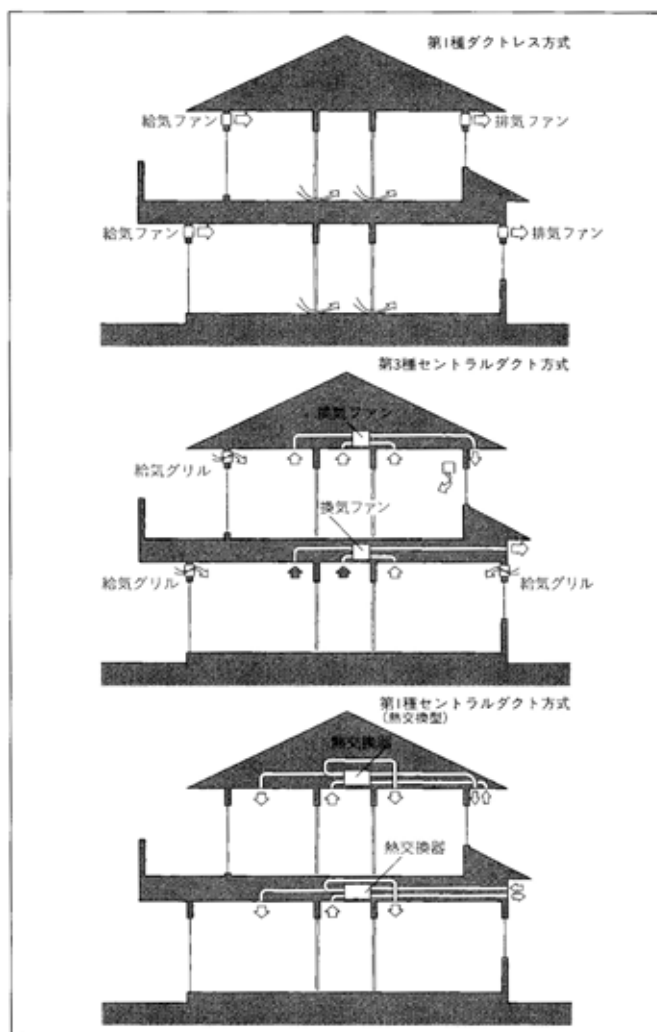 第1種ダクトレス方式
給気ファン
排気ファン
給気ファン
排気ファン
第3種セントラルダクト方式
換気ファン
給気グリル
換気ファン
給気グリル
給気グリル
第1種セントラルダクト方式
(熱交換型)
熱交換器
熱交換器